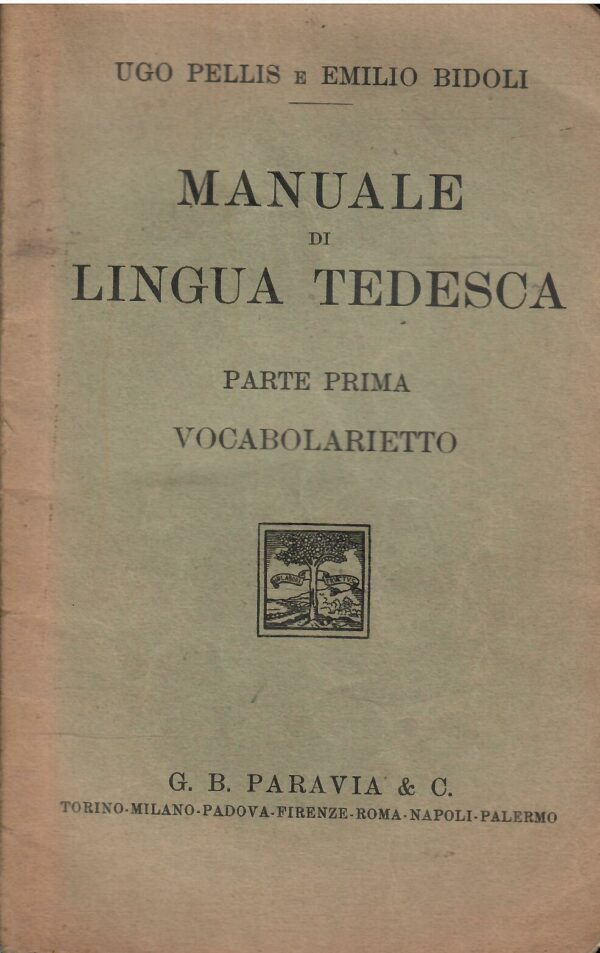 UGO PELLIS E EMILIO BIDOLI
MANUALE
DI
LINGUA TEDESCA
PARTE PRIMA
VOCABOLARIETTO
G. B. PARAVIA & C.
TORINO-MILANO-PADOVA-FIRENZE-ROMA-NAPOLI-PALERMO